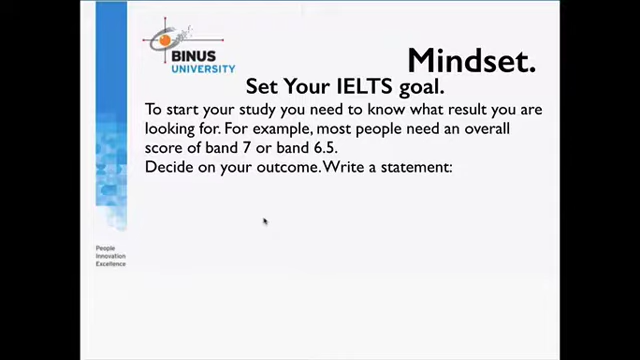 BINUS
UNIVERSITY
Mindset.
Set Your IELTS goal.
To start your study you need to know what result you are
looking for. For example, most people need an overall
score of band 7 or band 6.5.
Decide on your outcome. Write a statement:
People
Innovation
Excellence